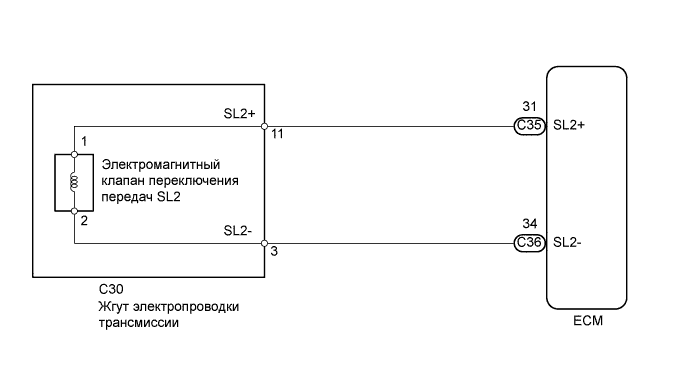 31
SL2+
11
C35
SL2+
1
Электромагнитный
клапан переключения
передач SL2
2
SL2-
3
34
C36
SL2-
C30
Жгут электропроводки
трансмиссии
ECM